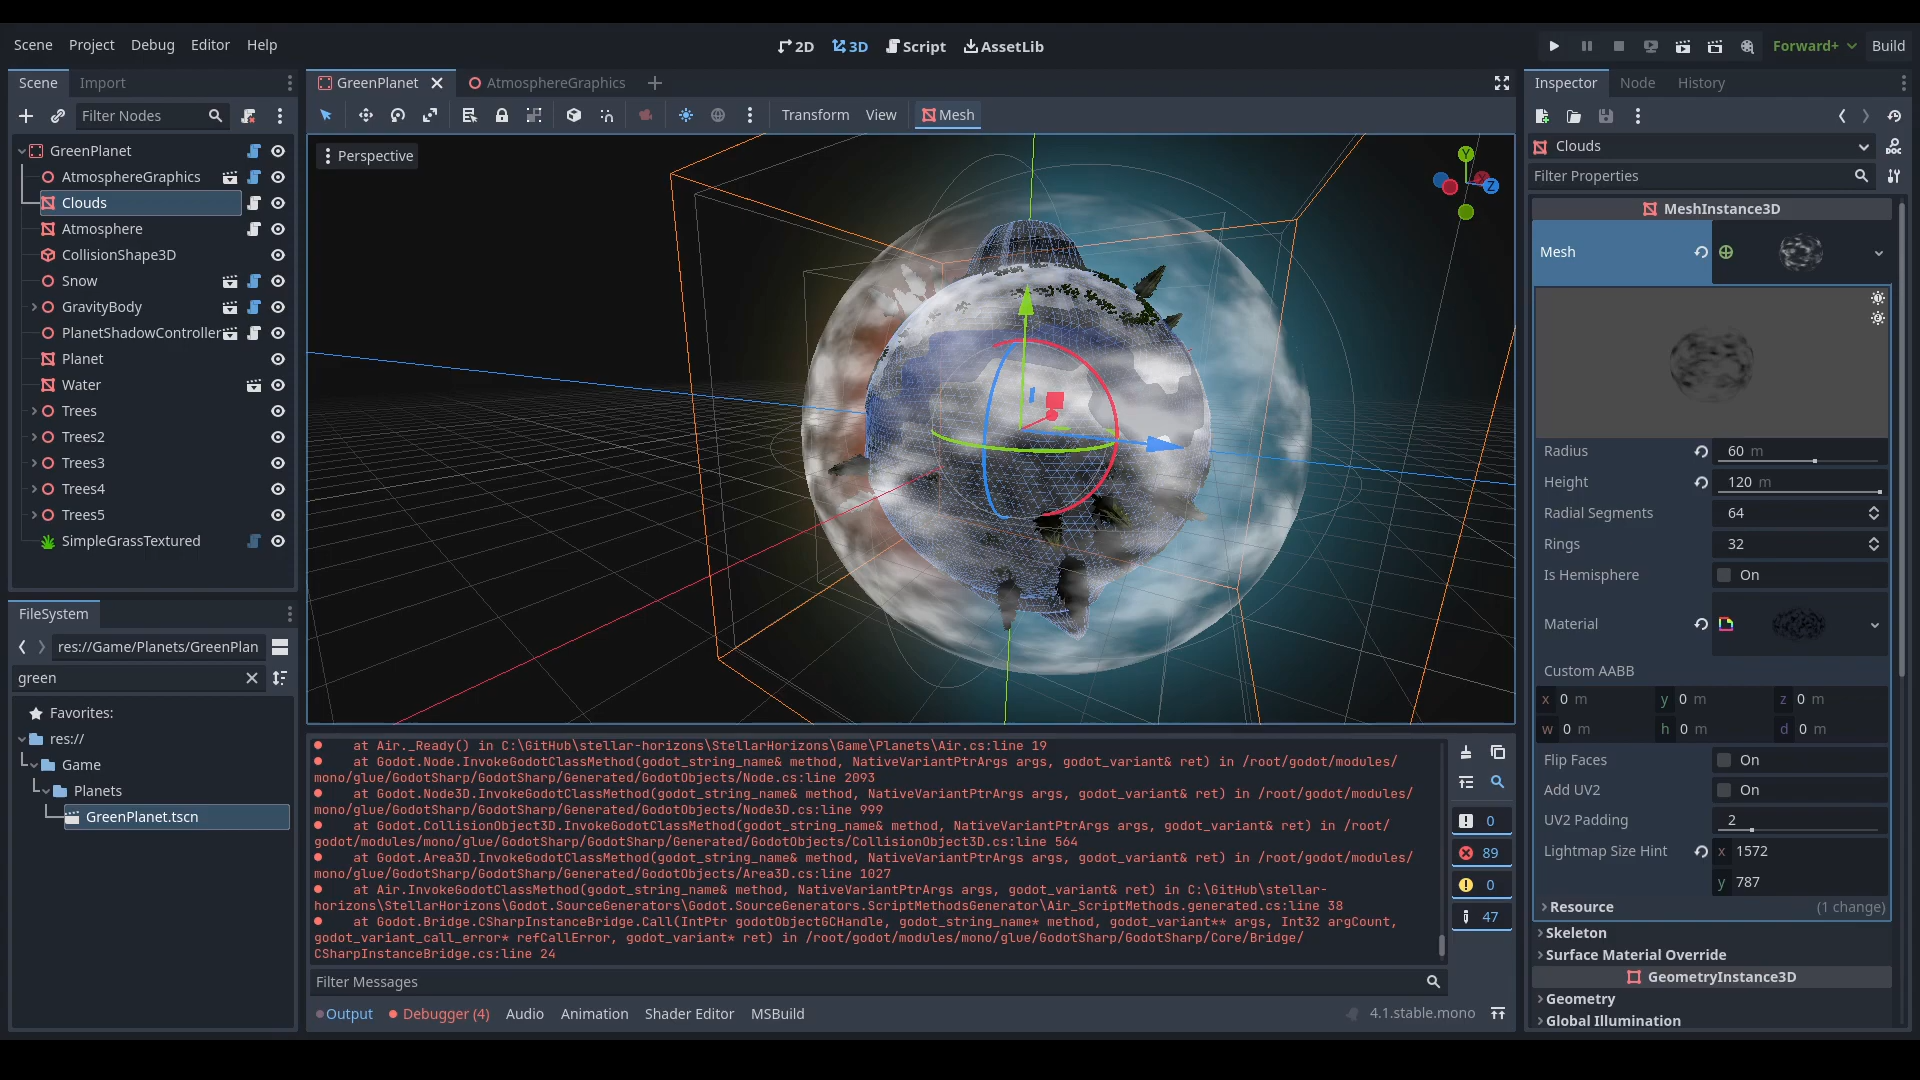 Scene Project Debug Editor Help
2D 3D Script AssetLib
Forward+ Build
Scene Import
Filter Nodes
GreenPlanet
AtmosphereGraphics
Clouds
Atmosphere
CollisionShape3D
Snow
GravityBody
PlanetShadowController
Planet
Water
Trees
Trees2
Trees3
Trees4
Trees5
SimpleGrassTextured
FileSystem
res://Game/Planets/GreenPlan
green
Favorites:
res://
Game
Planets
GreenPlanet.tscn
GreenPlanet AtmosphereGraphics
Transform View Mesh
Perspective
Y
X
Z
at Air._Ready() in C:\GitHub\stellar-horizons\StellarHorizons\Game\Planets\Air.cs:line 19
at Godot.Node.InvokeGodotClassMethod(godot_string_name& method, NativeVariantPtrArgs args, godot_variant& ret) in /root/godot/modules/
mono/glue/GodotSharp/GodotSharp/Generated/GodotObjects/Node.cs:line 2093
at Godot.Node3D.InvokeGodotClassMethod(godot_string_name& method, NativeVariantPtrArgs args, godot_variant& ret) in /root/godot/modules/
mono/glue/GodotSharp/GodotSharp/Generated/GodotObjects/Node3D.cs:line 999
at Godot.CollisionObject3D.InvokeGodotClassMethod(godot_string_name& method, NativeVariantPtrArgs args, godot_variant& ret) in /root/
godot/modules/mono/glue/GodotSharp/GodotSharp/Generated/GodotObjects/CollisionObject3D.cs:line 564
at Godot.Area3D.InvokeGodotClassMethod(godot_string_name& method, NativeVariantPtrArgs args, godot_variant& ret) in /root/godot/modules/
mono/glue/GodotSharp/GodotSharp/Generated/GodotObjects/Area3D.cs:line 1027
at Air.InvokeGodotClassMethod(godot_string_name& method, NativeVariantPtrArgs args, godot_variant& ret) in C:\GitHub\stellar-
horizons\StellarHorizons\Godot.SourceGenerators\Godot.SourceGenerators.ScriptMethodsGenerator\Air_ScriptMethods.generated.cs:line 38
at Godot.Bridge.CSharpInstanceBridge.Call(IntPtr godotObjectGCHandle, godot_string_name* method, godot_variant** args, Int32 argCount,
godot_variant_call_error* refCallError, godot_variant* ret) in /root/godot/modules/mono/glue/GodotSharp/GodotSharp/Core/Bridge/
CSharpInstanceBridge.cs:line 24
0
89
0
47
Filter Messages
Output Debugger (4) Audio Animation Shader Editor MSBuild
4.1.stable.mono
Inspector Node History
Clouds
Filter Properties
MeshInstance3D
Mesh
Radius 60 m
Height 120 m
Radial Segments 64
Rings 32
Is Hemisphere On
Material
Custom AABB
x 0 m y 0 m z 0 m
w 0 m h 0 m d 0 m
Flip Faces On
Add UV2 On
UV2 Padding 2
Lightmap Size Hint x 1572
y 787
Resource (1 change)
Skeleton
Surface Material Override
GeometryInstance3D
Geometry
Global Illumination